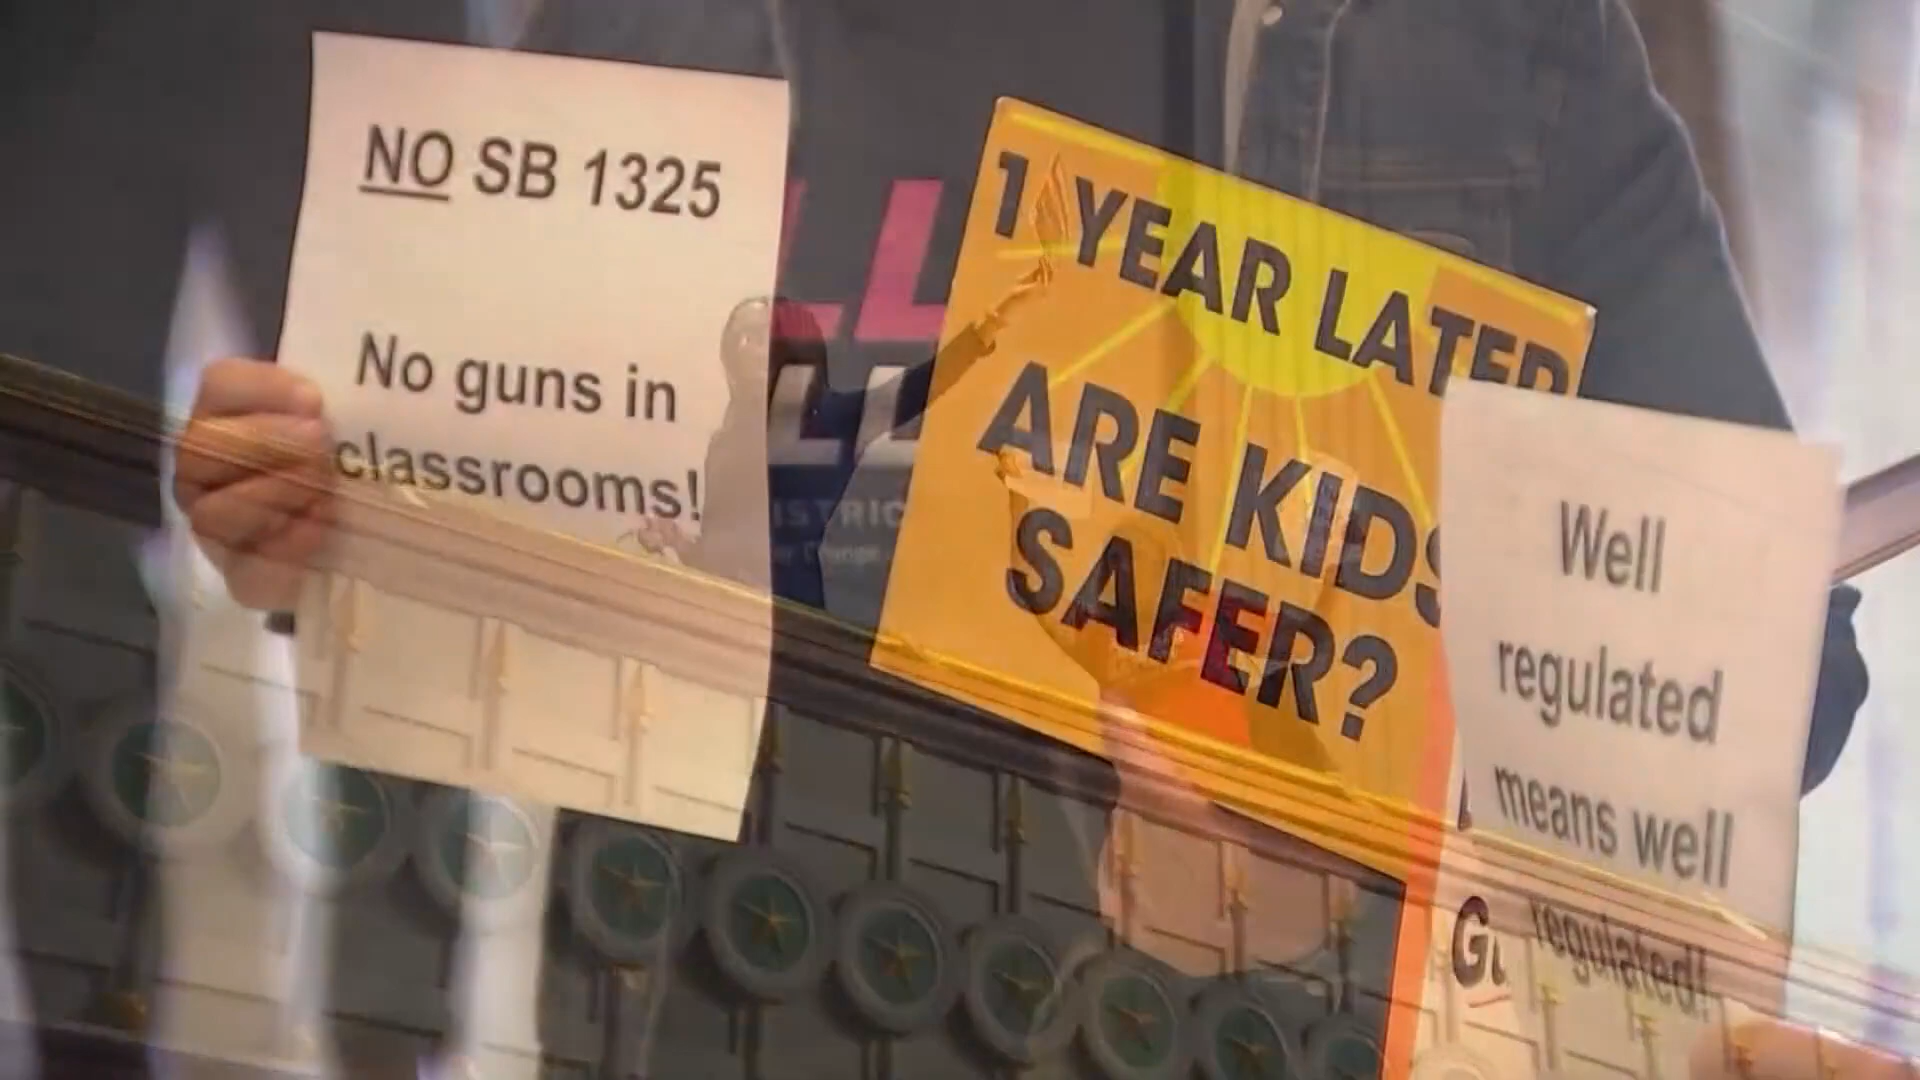 NO SB 1325
No guns in
classrooms!
1 YEAR LATER
ARE KIDS
SAFER?
Well
regulated
means well
regulated!